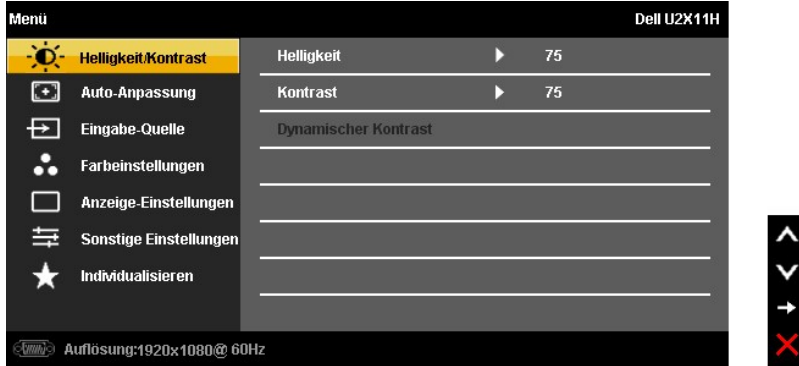 Menü Dell U2X11H
Helligkeit/Kontrast Helligkeit 75
Auto-Anpassung Kontrast 75
Eingabe-Quelle Dynamischer Kontrast
Farbeinstellungen
Anzeige-Einstellungen
Sonstige Einstellungen
Individualisieren
Auflösung:1920x1080@ 60Hz